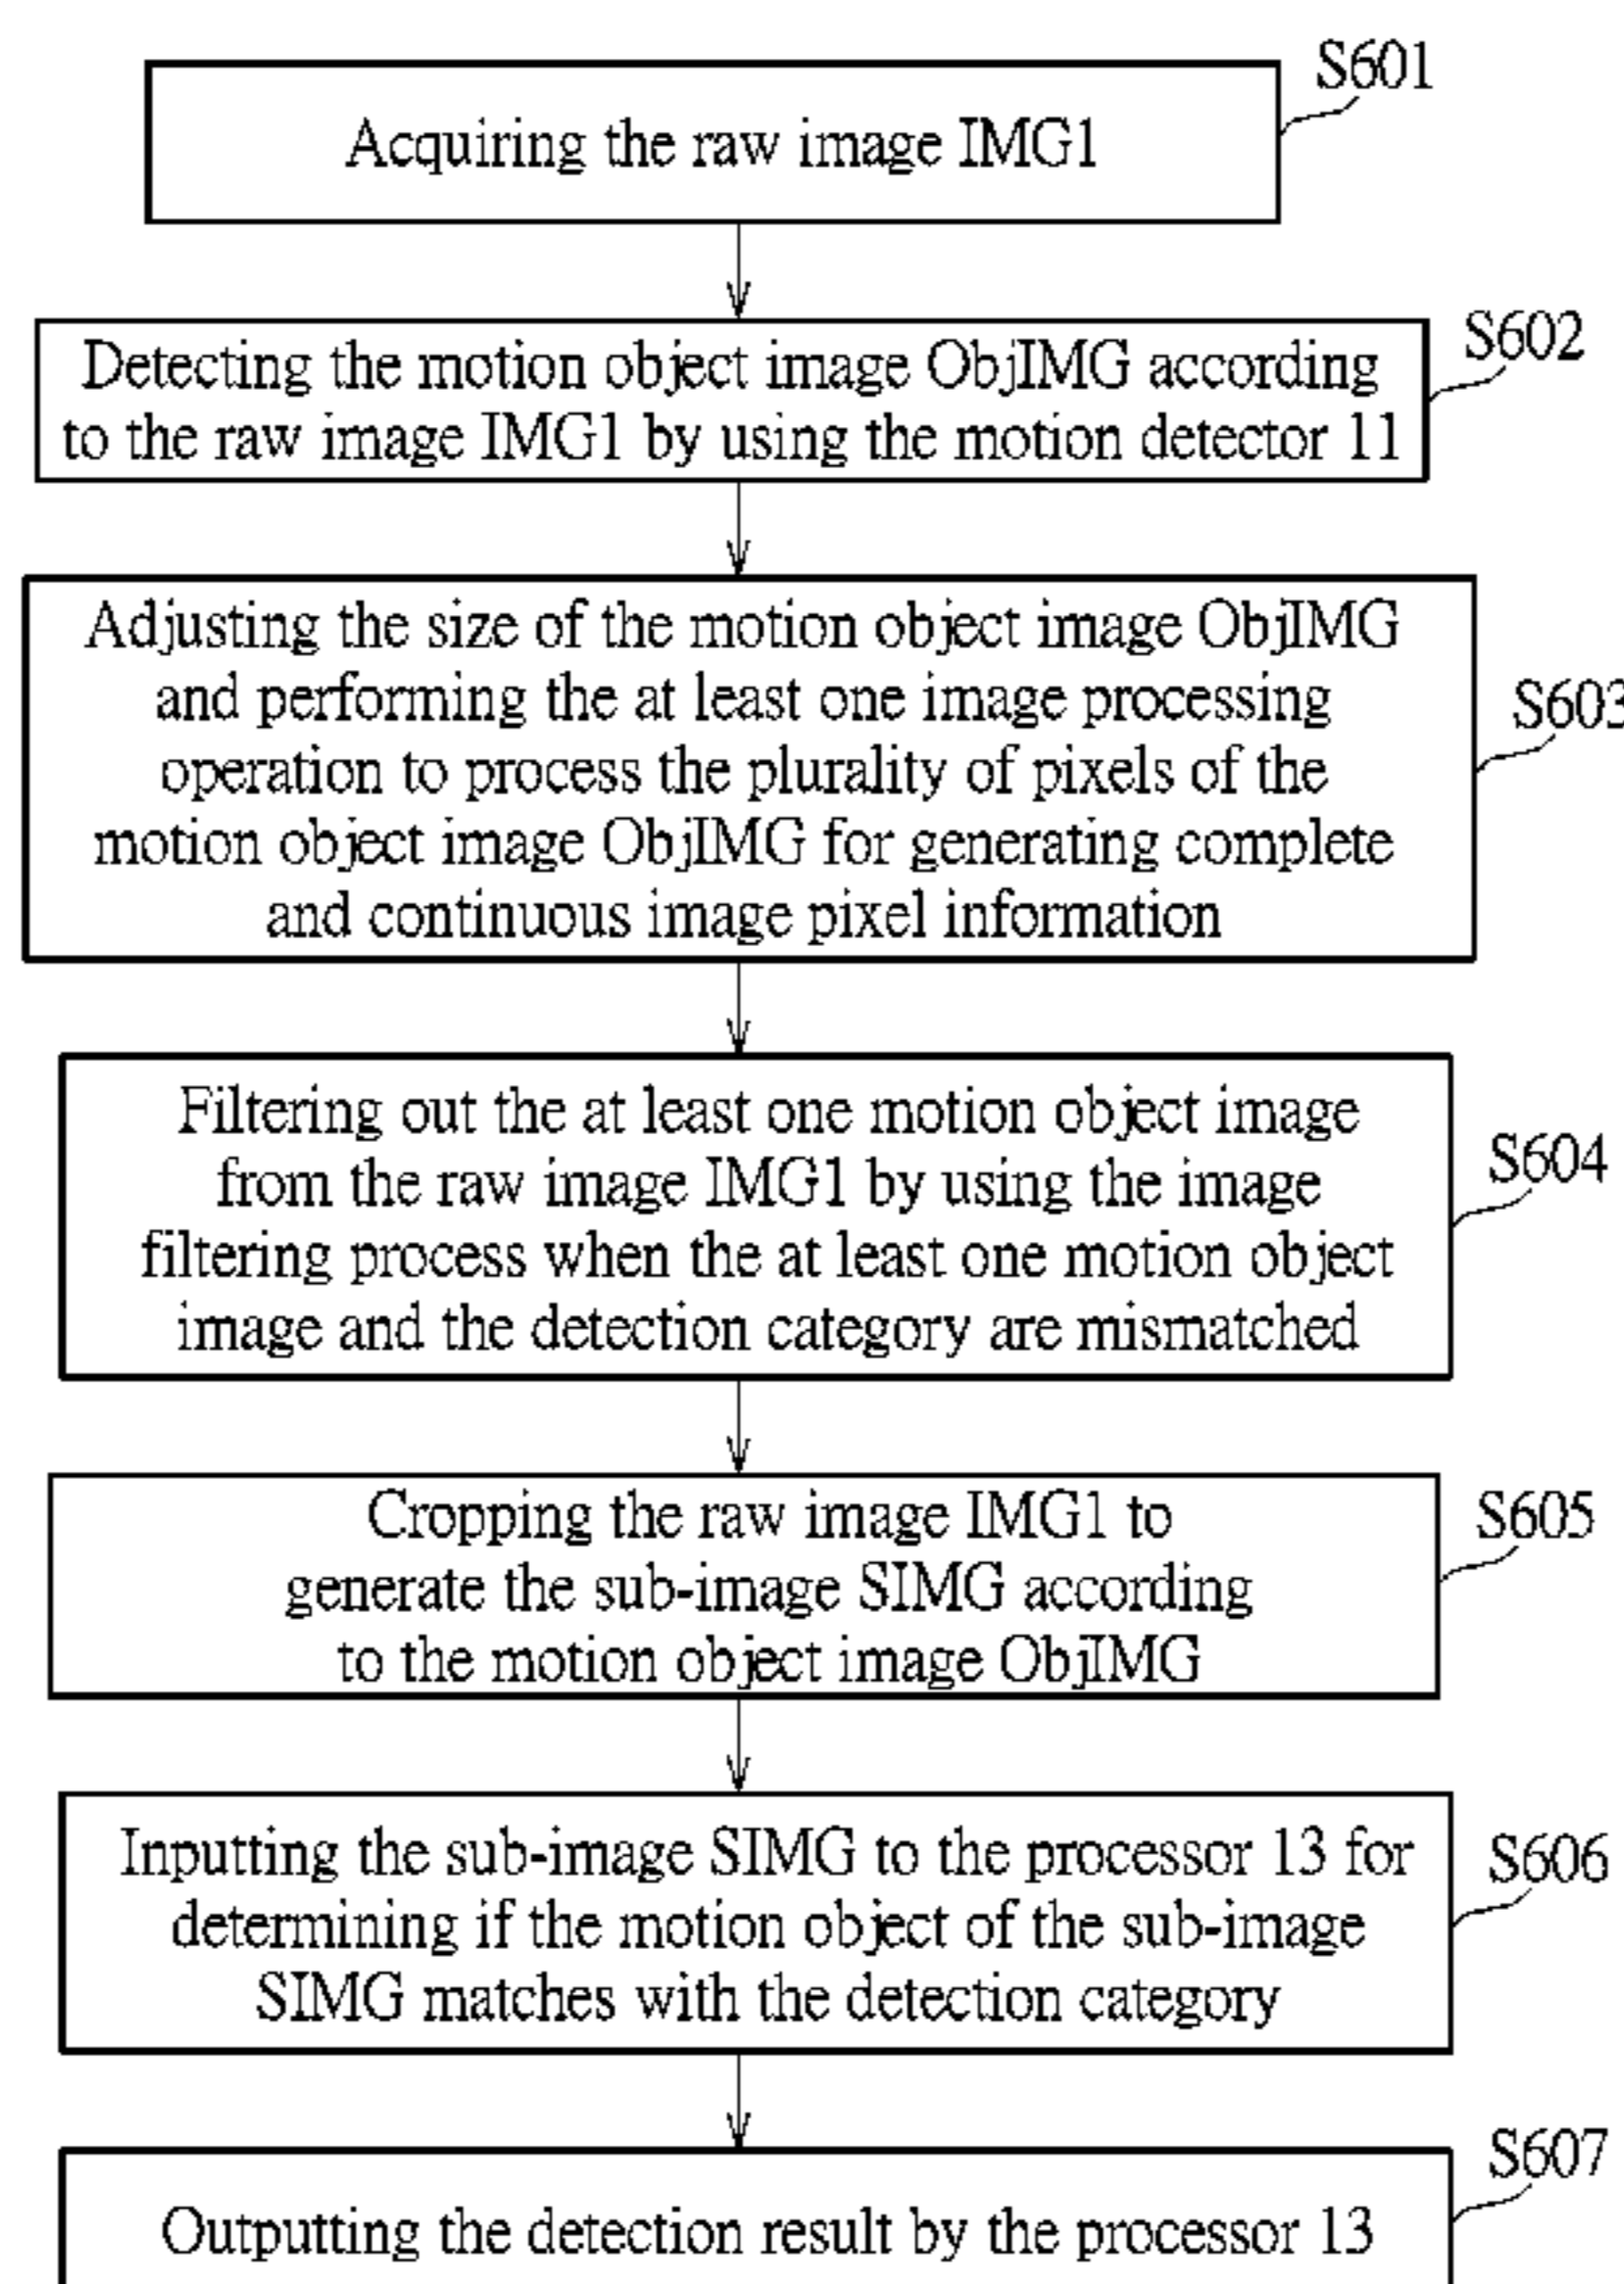 S601
Acquiring the raw image IMG1
S602
Detecting the motion object image ObjIMG according
to the raw image IMG1 by using the motion detector 11
S603
Adjusting the size of the motion object image ObjIMG
and performing the at least one image processing
operation to process the plurality of pixels of the
motion object image ObjIMG for generating complete
and continuous image pixel information
S604
Filtering out the at least one motion object image
from the raw image IMG1 by using the image
filtering process when the at least one motion object
image and the detection category are mismatched
S605
Cropping the raw image IMG1 to
generate the sub-image SIMG according
to the motion object image ObjIMG
S606
Inputting the sub-image SIMG to the processor 13 for
determining if the motion object of the sub-image
SIMG matches with the detection category
S607
Outputting the detection result by the processor 13